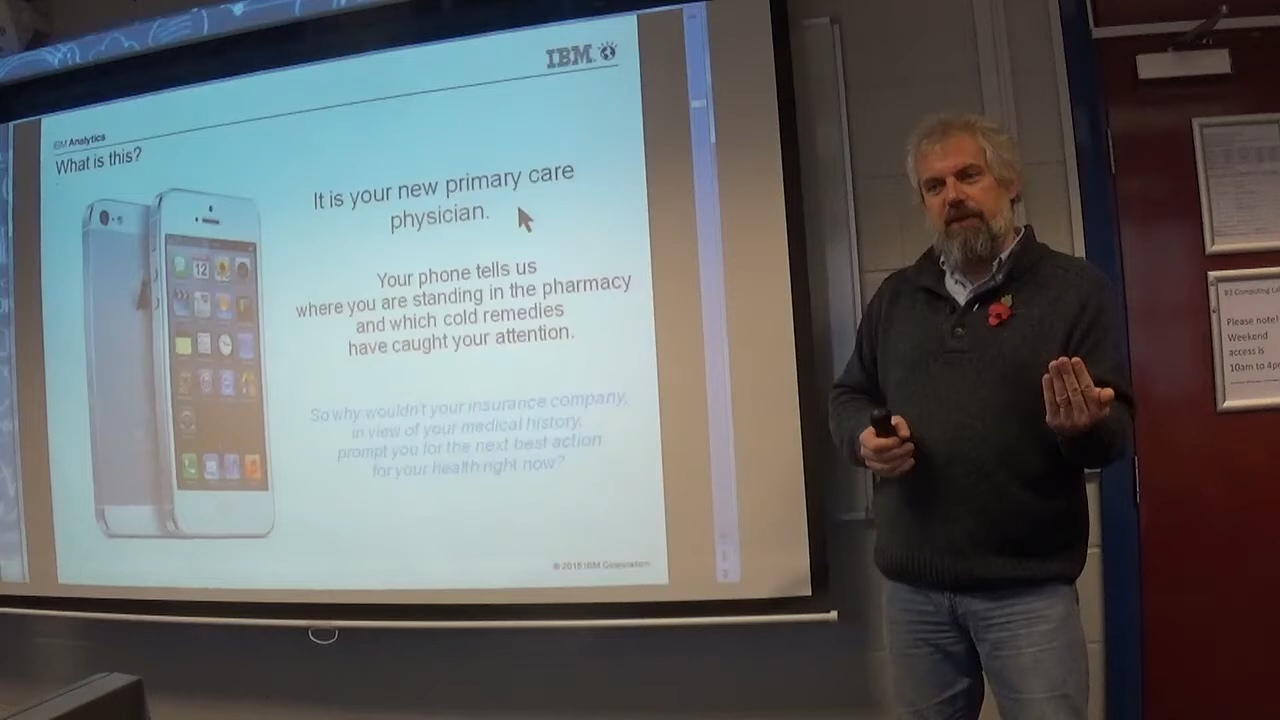 IBM
IBM Analytics
What is this?
It is your new primary care
physician.
Your phone tells us
where you are standing in the pharmacy
and which cold remedies
have caught your attention.
So why wouldn't your insurance company,
in view of your medical history,
prompt you for the next best action
for your health right now?
© 2015 IBM Corporation
12
Computing La
Please note!
Weekend
access is
10am to 4p